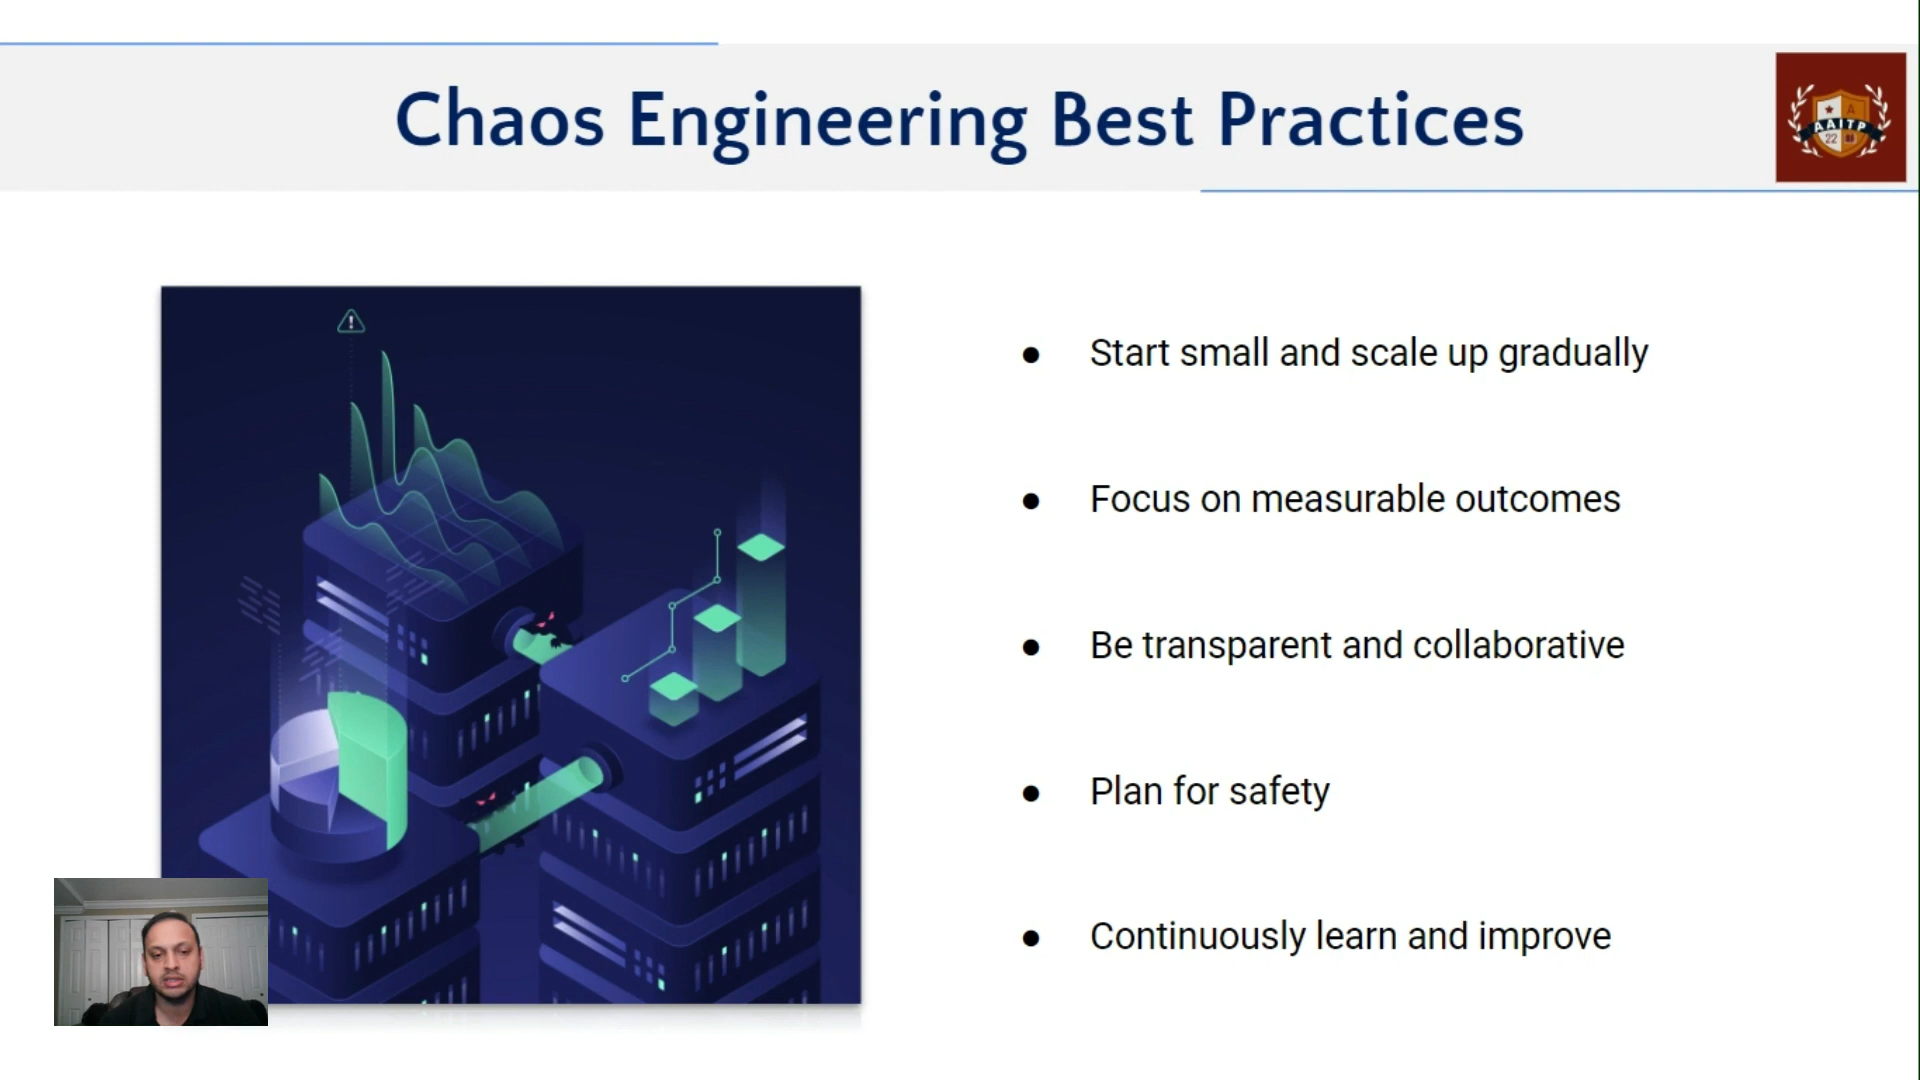 Chaos Engineering Best Practices
A
AAITP
22
● Start small and scale up gradually
● Focus on measurable outcomes
● Be transparent and collaborative
● Plan for safety
● Continuously learn and improve